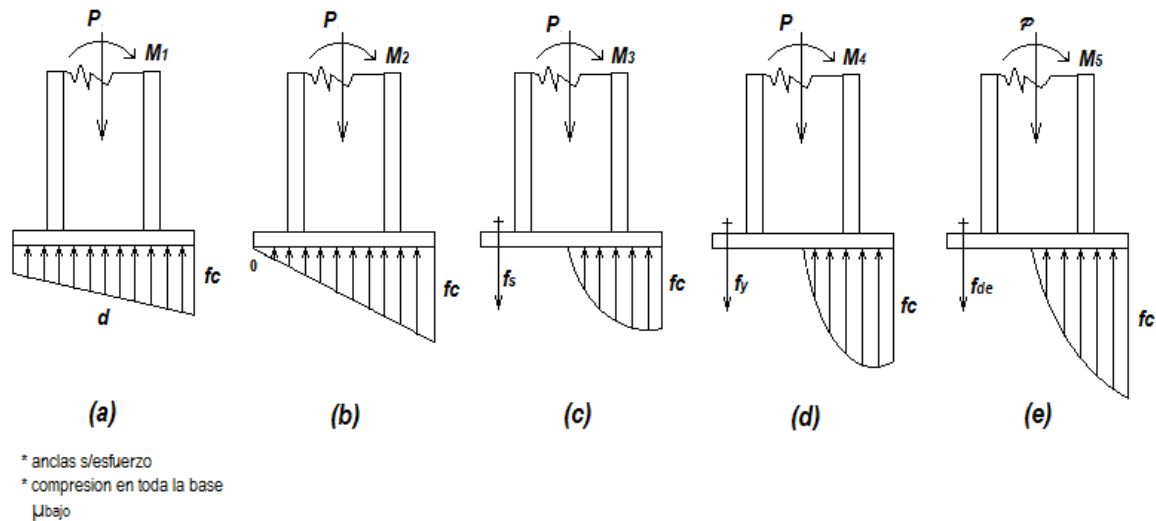 P M1
P M2
P M3
P M4
P M5
d fc
0 fc
fs fc
fy fc
fde fc
(a) (b) (c) (d) (e)
* anclas s/esfuerzo
* compresion en toda la base
μbajo